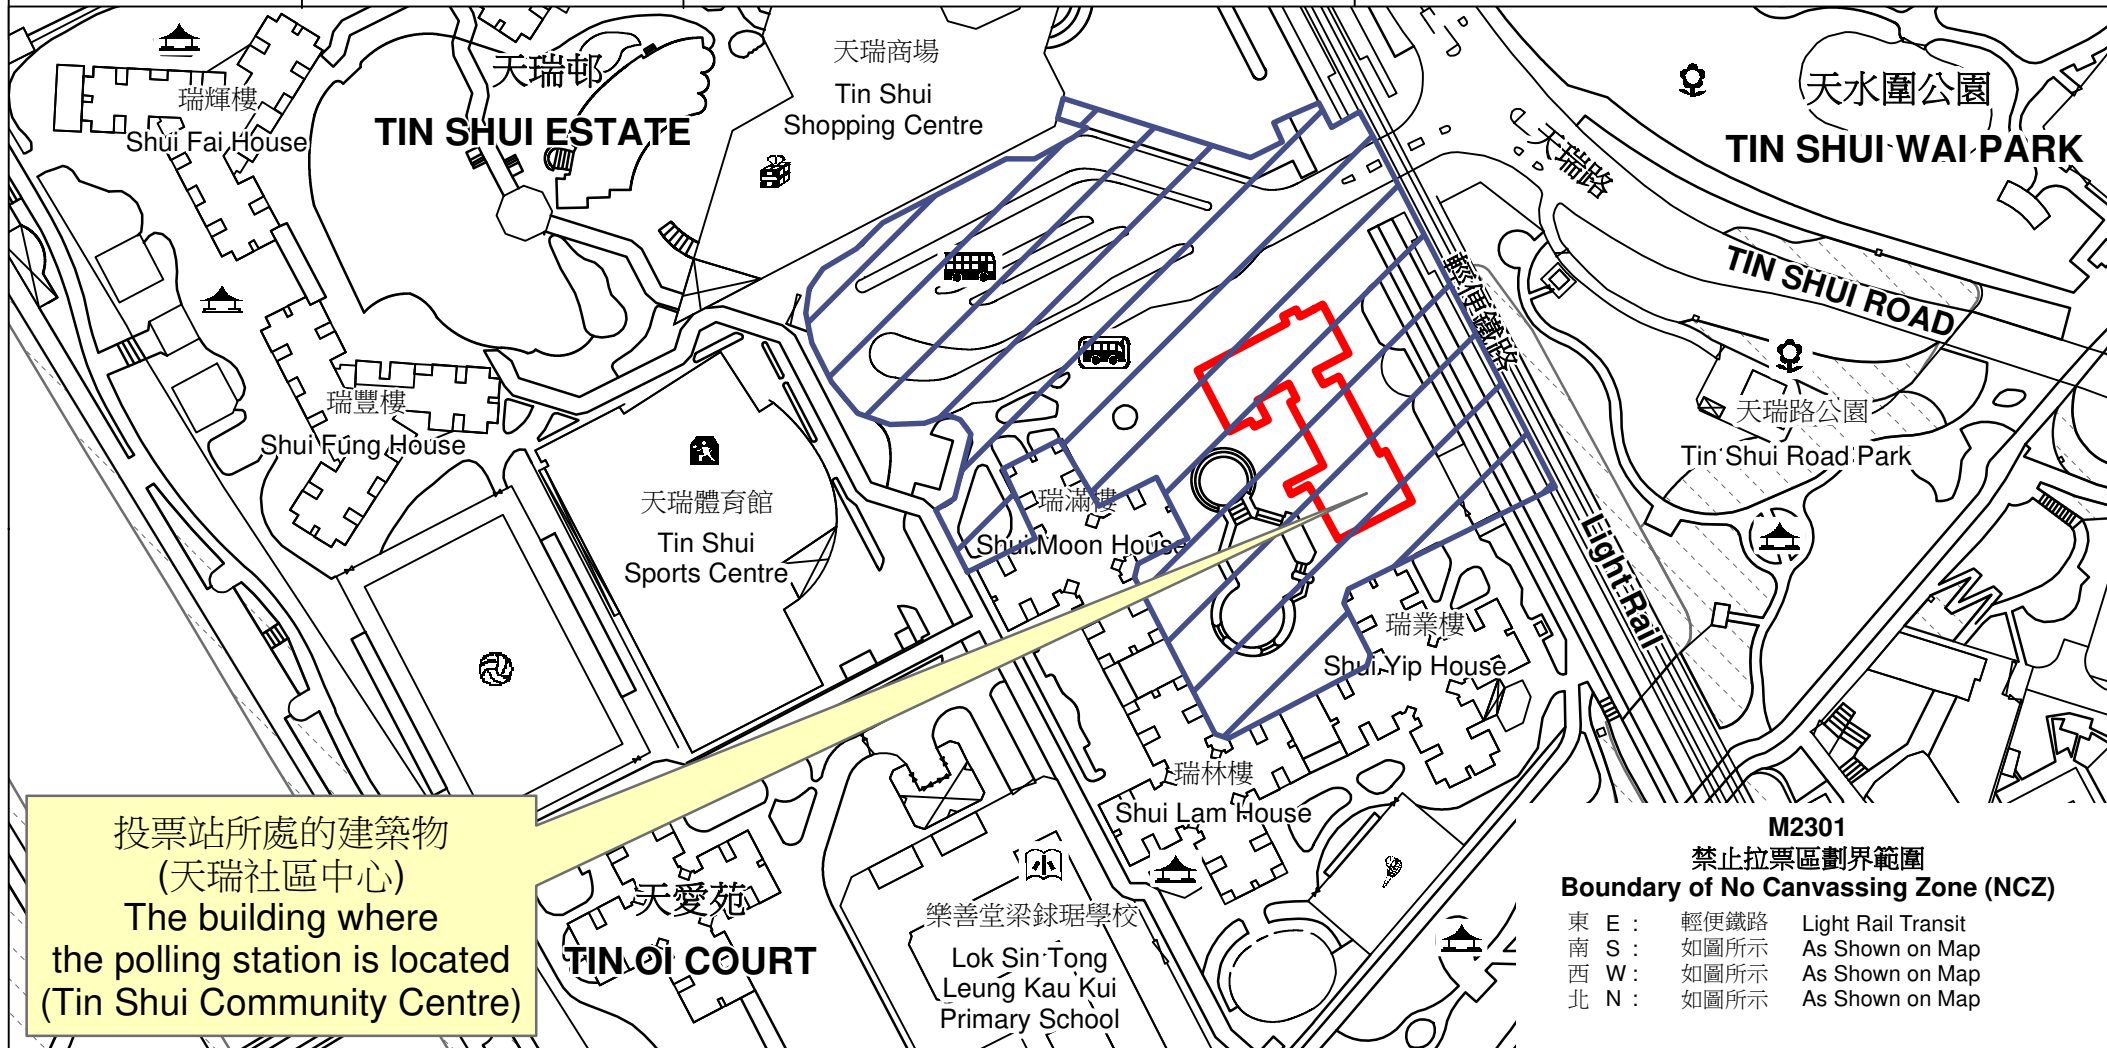 天瑞邨
TIN SHUI ESTATE
瑞輝樓
Shui Fai House
天瑞商場
Tin Shui
Shopping Centre
天水圍公園
TIN SHUI WAI PARK
天瑞路
TIN SHUI ROAD
輕便鐵路
Light Rail
瑞豐樓
Shui Fung House
天瑞體育館
Tin Shui
Sports Centre
瑞滿樓
Shui Moon House
天瑞路公園
Tin Shui Road Park
瑞業樓
Shui Yip House
瑞林樓
Shui Lam House
投票站所處的建築物
(天瑞社區中心)
The building where
the polling station is located
(Tin Shui Community Centre)
天愛苑
TIN OI COURT
樂善堂梁銶琚學校
Lok Sin Tong
Leung Kau Kui
Primary School
M2301
禁止拉票區劃界範圍
Boundary of No Canvassing Zone (NCZ)
東 E : 輕便鐵路 Light Rail Transit
南 S : 如圖所示 As Shown on Map
西 W : 如圖所示 As Shown on Map
北 N : 如圖所示 As Shown on Map